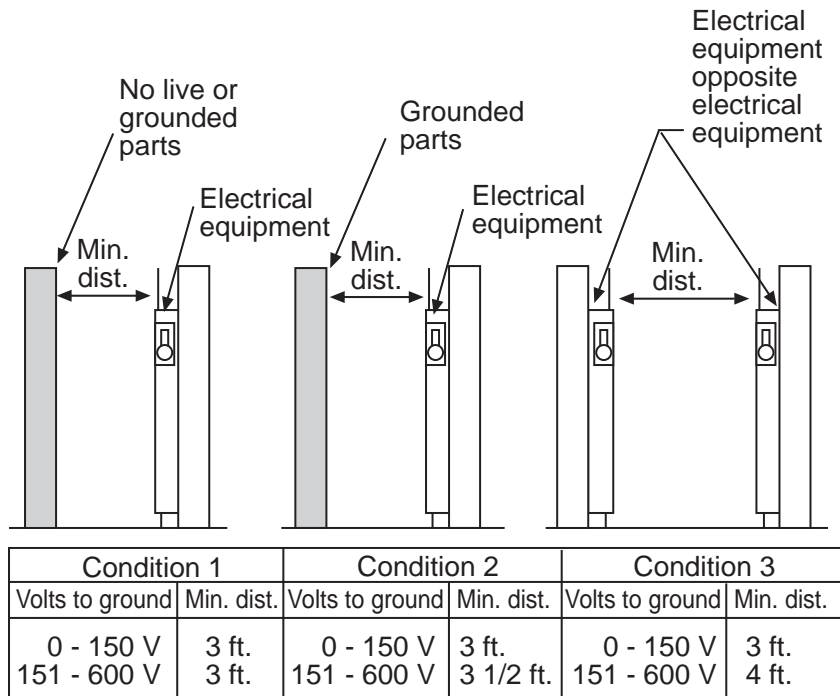 No live or
grounded
parts
Electrical
equipment
Min.
dist.
Grounded
parts
Electrical
equipment
Min.
dist.
Electrical
equipment
opposite
electrical
equipment
Min.
dist.
Condition 1 Condition 2 Condition 3
Volts to ground Min. dist. Volts to ground Min. dist. Volts to ground Min. dist.
0 - 150 V 3 ft. 0 - 150 V 3 ft. 0 - 150 V 3 ft.
151 - 600 V 3 ft. 151 - 600 V 3 1/2 ft. 151 - 600 V 4 ft.